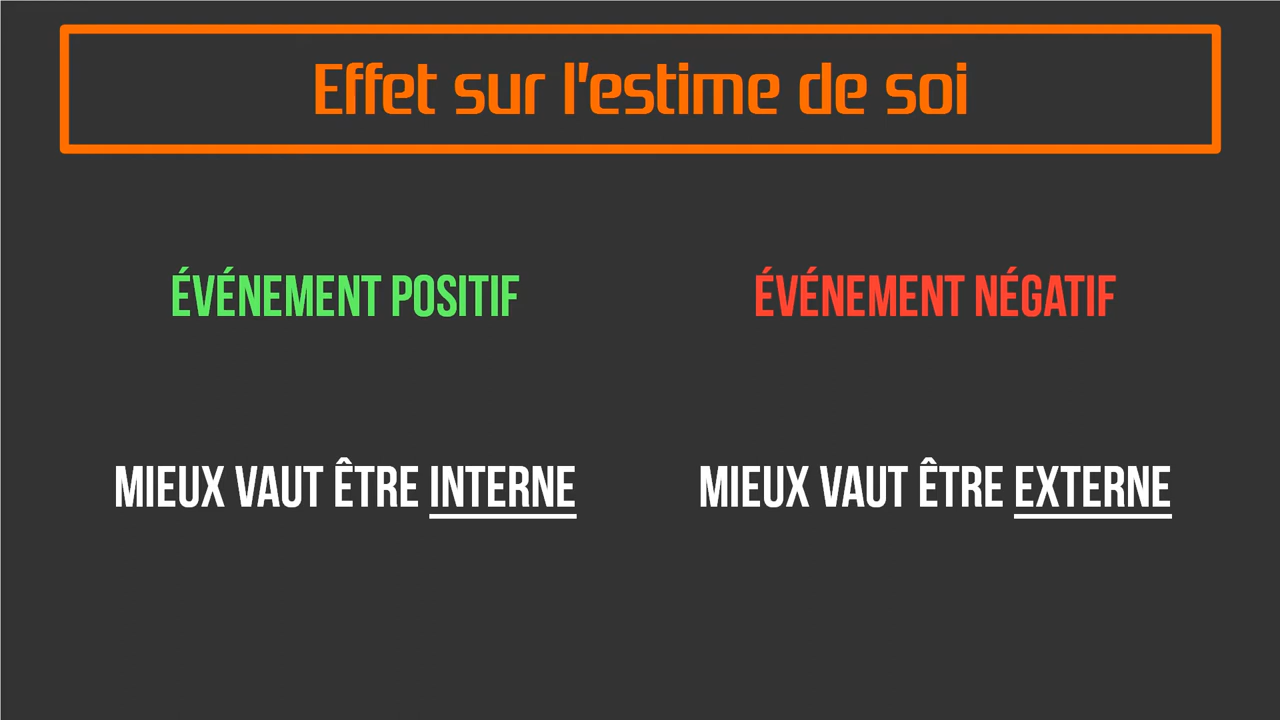 Effet sur l'estime de soi
ÉVÉNEMENT POSITIF
ÉVÉNEMENT NÉGATIF
MIEUX VAUT ÊTRE INTERNE
MIEUX VAUT ÊTRE EXTERNE